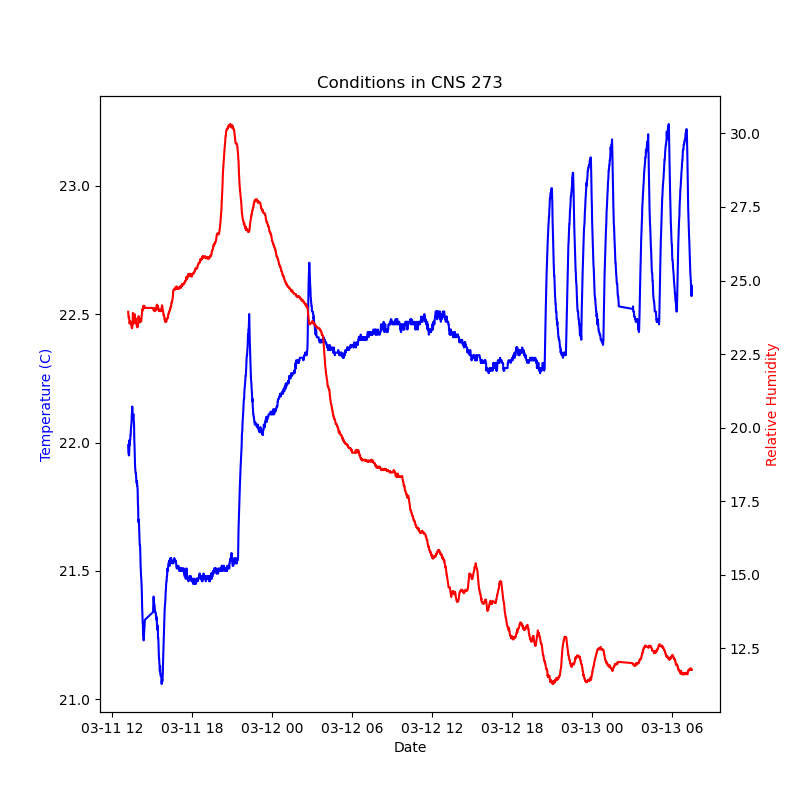 Conditions in CNS 273
Temperature (C)
23.0
22.5
22.0
21.5
21.0
30.0
27.5
25.0
22.5
20.0
17.5
15.0
12.5
Relative Humidity
03-11 12 03-11 18 03-12 00 03-12 06 03-12 12 03-12 18 03-13 00 03-13 06
Date